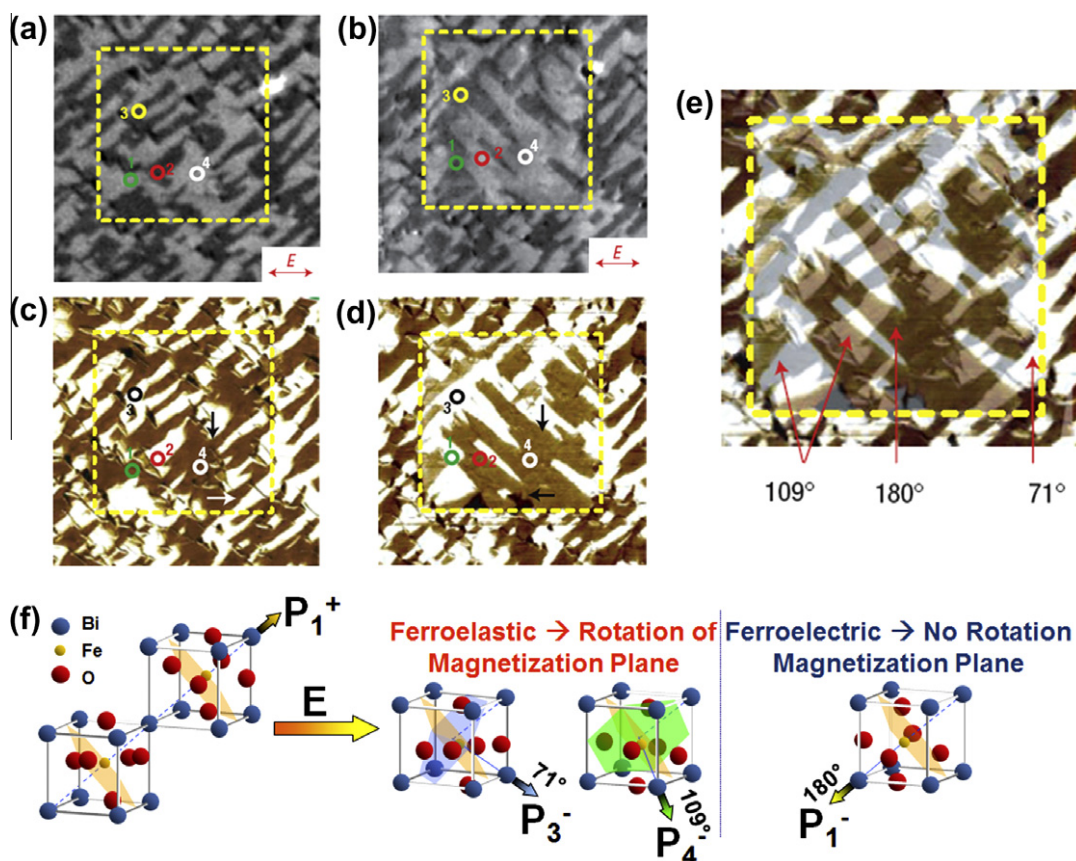 (a)
3
1
2
4
E
(b)
3
1
2
4
E
(c)
3
1
2
4
(d)
3
1
2
4
(e)
109°
180°
71°
(f)
Bi
Fe
O
P₁⁺
E
Ferroelastic → Rotation of
Magnetization Plane
71°
P₃⁻
109°
P₄⁻
Ferroelectric → No Rotation
Magnetization Plane
180°
P₁⁻